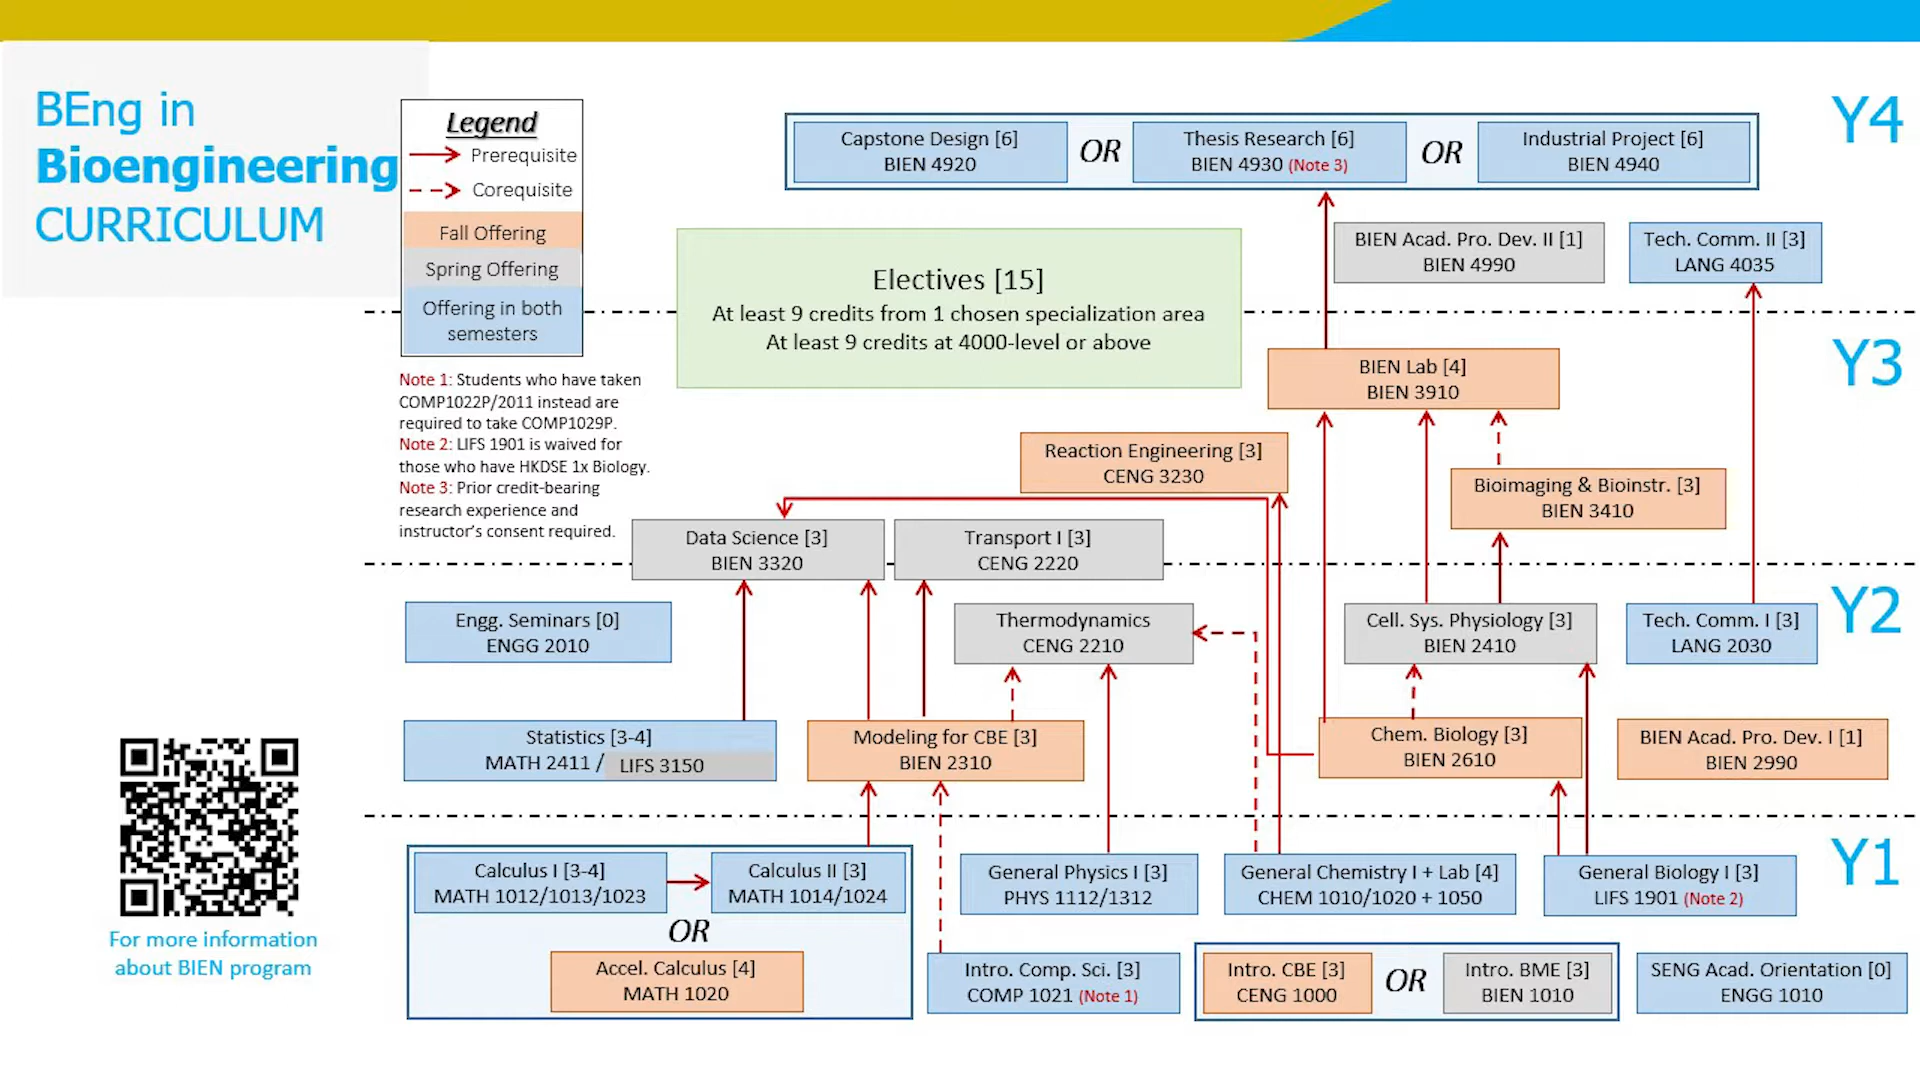 BEng in
Bioengineering
CURRICULUM
Legend
Prerequisite
Corequisite
Fall Offering
Spring Offering
Offering in both
semesters
Note 1: Students who have taken
COMP1022P/2011 instead are
required to take COMP1029P.
Note 2: LIFS 1901 is waived for
those who have HKDSE 1x Biology.
Note 3: Prior credit-bearing
research experience and
instructor's consent required.
Y4
Capstone Design [6]
BIEN 4920
OR
Thesis Research [6]
BIEN 4930 (Note 3)
OR
Industrial Project [6]
BIEN 4940
BIEN Acad. Pro. Dev. II [1]
BIEN 4990
Tech. Comm. II [3]
LANG 4035
Electives [15]
At least 9 credits from 1 chosen specialization area
At least 9 credits at 4000-level or above
Y3
BIEN Lab [4]
BIEN 3910
Reaction Engineering [3]
CENG 3230
Bioimaging & Bioinstr. [3]
BIEN 3410
Data Science [3]
BIEN 3320
Transport I [3]
CENG 2220
Y2
Engg. Seminars [0]
ENGG 2010
Thermodynamics
CENG 2210
Cell. Sys. Physiology [3]
BIEN 2410
Tech. Comm. I [3]
LANG 2030
Statistics [3-4]
MATH 2411 / LIFS 3150
Modeling for CBE [3]
BIEN 2310
Chem. Biology [3]
BIEN 2610
BIEN Acad. Pro. Dev. I [1]
BIEN 2990
Y1
Calculus I [3-4]
MATH 1012/1013/1023
Calculus II [3]
MATH 1014/1024
OR
Accel. Calculus [4]
MATH 1020
General Physics I [3]
PHYS 1112/1312
General Chemistry I + Lab [4]
CHEM 1010/1020 + 1050
General Biology I [3]
LIFS 1901 (Note 2)
Intro. Comp. Sci. [3]
COMP 1021 (Note 1)
Intro. CBE [3]
CENG 1000
OR
Intro. BME [3]
BIEN 1010
SENG Acad. Orientation [0]
ENGG 1010
For more information
about BIEN program